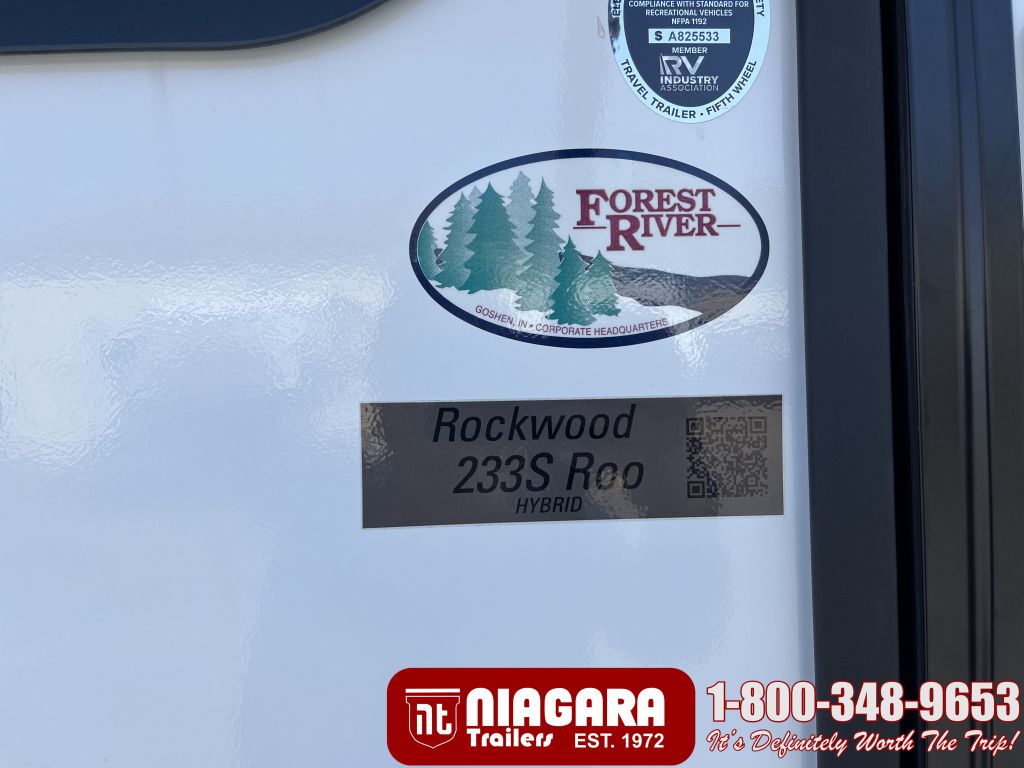 COMPLIANCE WITH STANDARD FOR
RECREATIONAL VEHICLES
NFPA 1192
S A825533
MEMBER
RV
INDUSTRY
ASSOCIATION
TRAVEL TRAILER • FIFTH WHEEL
FOREST
RIVER
GOSHEN, IN • CORPORATE HEADQUARTERS
Rockwood
233S Roo
HYBRID
nt NIAGARA
Trailers EST. 1972
1-800-348-9653
It's Definitely Worth The Trip!